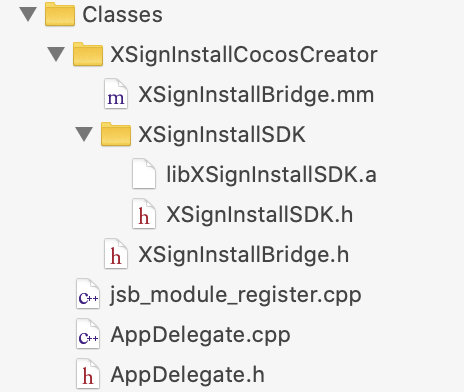 Classes
XSignInstallCocosCreator
m XSignInstallBridge.mm
XSignInstallSDK
libXSignInstallSDK.a
h XSignInstallSDK.h
h XSignInstallBridge.h
c++ jsb_module_register.cpp
c++ AppDelegate.cpp
h AppDelegate.h